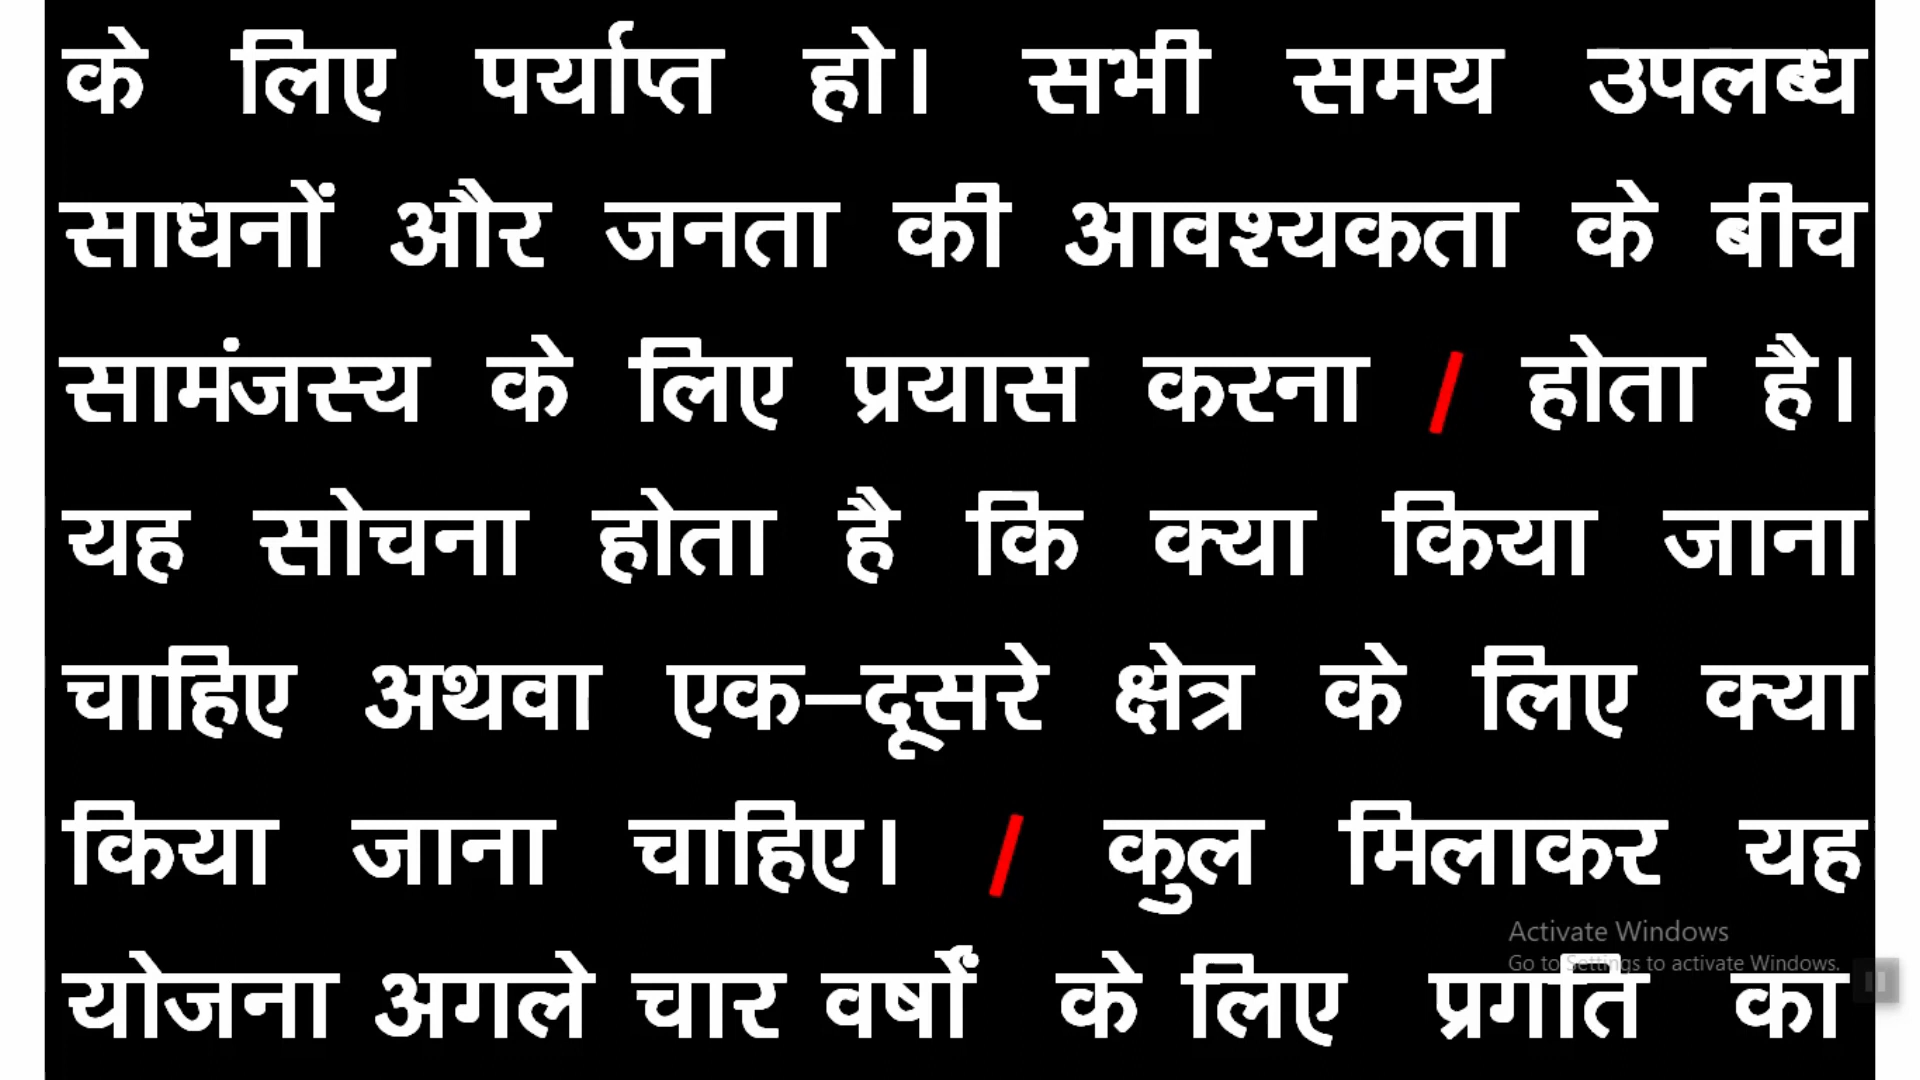 के लिए पर्याप्त हो। सभी समय उपलब्ध
साधनों और जनता की आवश्यकता के बीच
सामंजस्य के लिए प्रयास करना / होता है।
यह सोचना होता है कि क्या किया जाना
चाहिए अथवा एक–दूसरे क्षेत्र के लिए क्या
किया जाना चाहिए। / कुल मिलाकर यह
योजना अगले चार वर्षों के लिए प्रगति का
Activate Windows
Go to Settings to activate Windows.